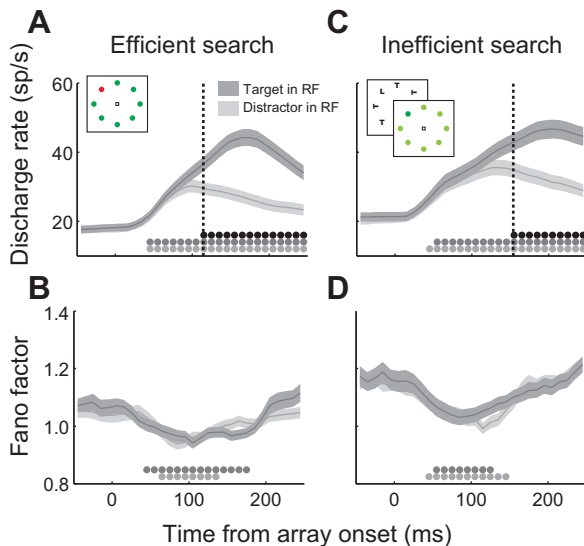 A
Efficient search
C
Inefficient search
Discharge rate (sp/s)
60
40
20
Target in RF
Distractor in RF
T
L
T
T
T
B
D
Fano factor
1.4
1.2
1.0
0.8
0
100
200
0
100
200
Time from array onset (ms)